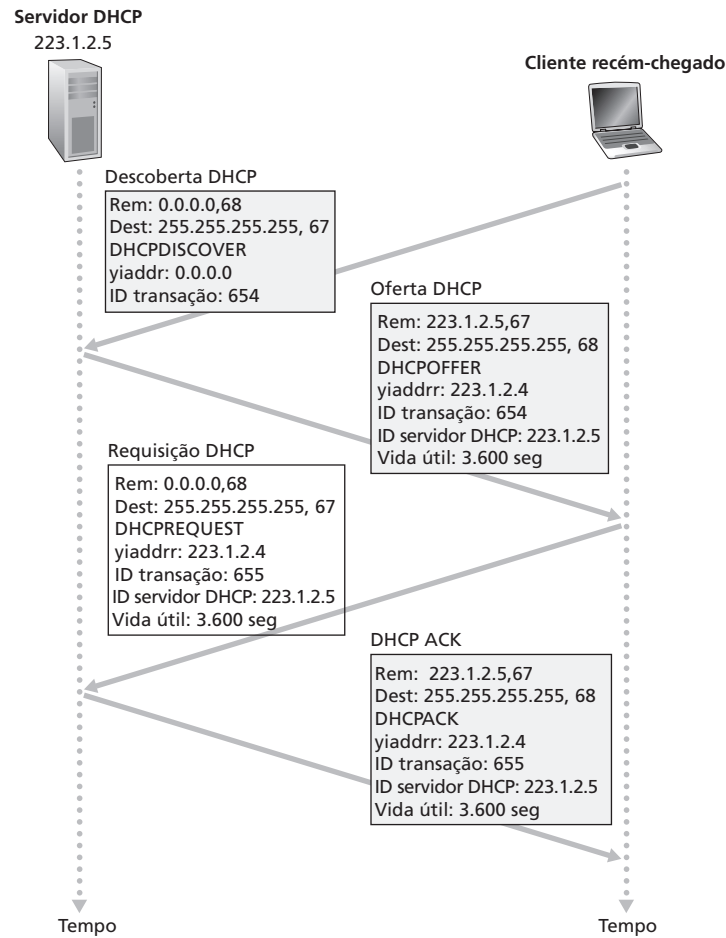 Servidor DHCP
223.1.2.5
Cliente recém-chegado
Descoberta DHCP
Rem: 0.0.0.0,68
Dest: 255.255.255.255, 67
DHCPDISCOVER
yiaddr: 0.0.0.0
ID transação: 654
Oferta DHCP
Rem: 223.1.2.5,67
Dest: 255.255.255.255, 68
DHCPOFFER
yiaddrr: 223.1.2.4
ID transação: 654
ID servidor DHCP: 223.1.2.5
Vida útil: 3.600 seg
Requisição DHCP
Rem: 0.0.0.0,68
Dest: 255.255.255.255, 67
DHCPREQUEST
yiaddrr: 223.1.2.4
ID transação: 655
ID servidor DHCP: 223.1.2.5
Vida útil: 3.600 seg
DHCP ACK
Rem: 223.1.2.5,67
Dest: 255.255.255.255, 68
DHCPACK
yiaddrr: 223.1.2.4
ID transação: 655
ID servidor DHCP: 223.1.2.5
Vida útil: 3.600 seg
Tempo
Tempo